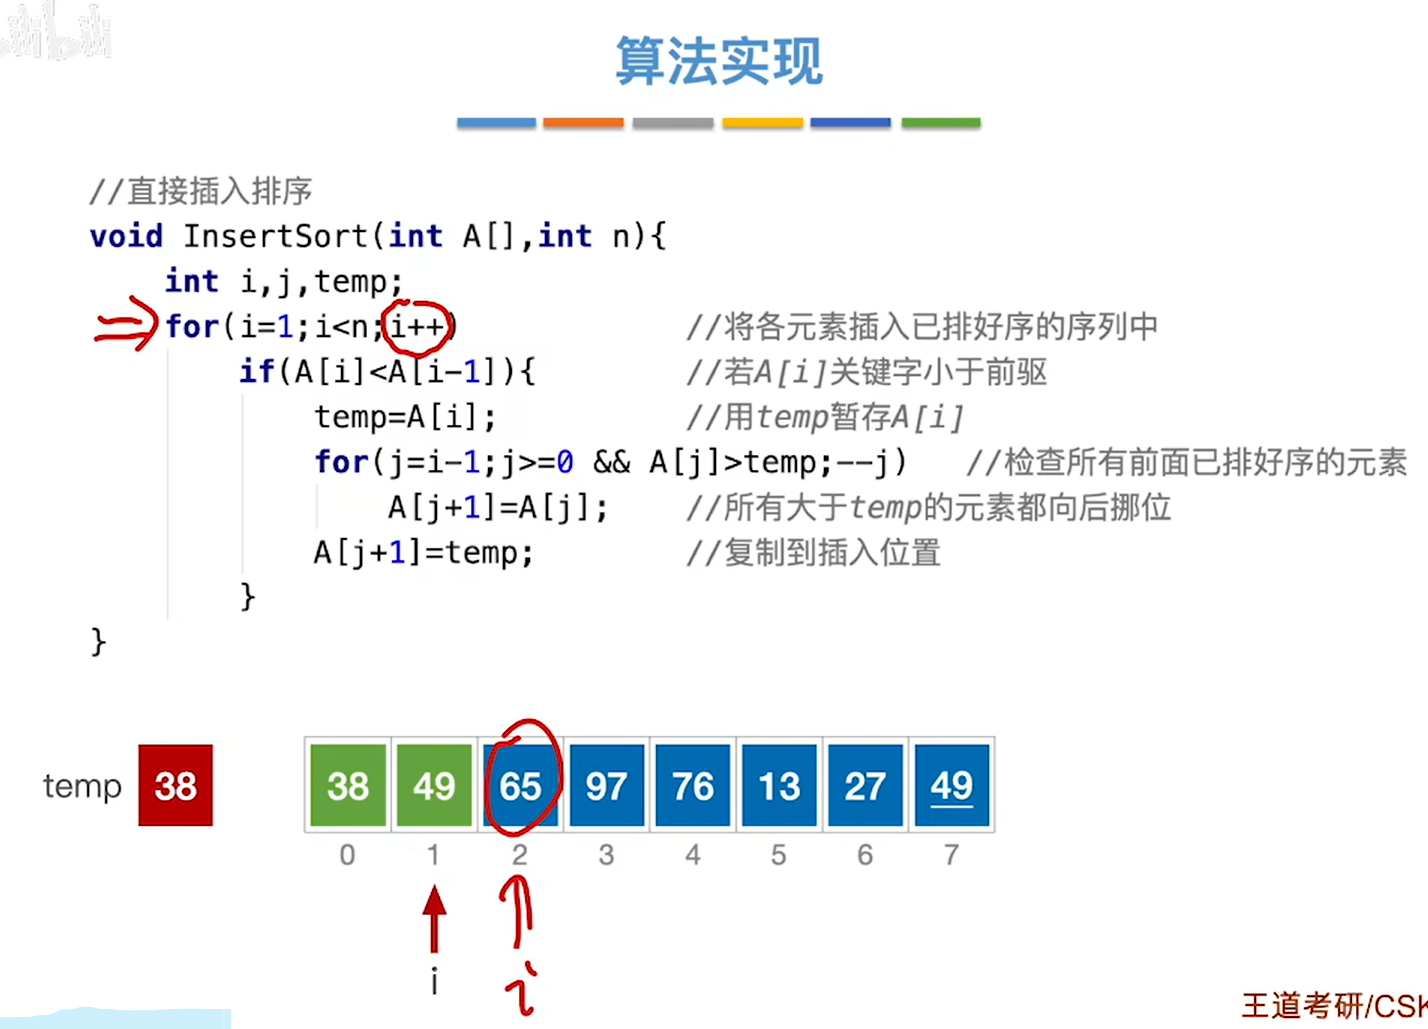 bilibili
算法实现
//直接插入排序
void InsertSort(int A[],int n){
int i,j,temp;
for(i=1;i<n;i++) //将各元素插入已排好序的序列中
if(A[i]<A[i-1]){ //若A[i]关键字小于前驱
temp=A[i]; //用temp暂存A[i]
for(j=i-1;j>=0 && A[j]>temp;--j) //检查所有前面已排好序的元素
A[j+1]=A[j]; //所有大于temp的元素都向后挪位
A[j+1]=temp; //复制到插入位置
}
}
temp 38 38 49 65 97 76 13 27 49
0 1 2 3 4 5 6 7
i i
王道考研/CSK